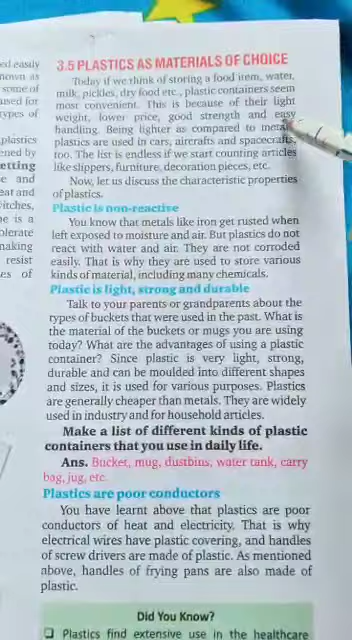 ed easily
nown as
some of
used for
ypes of
plastics
ened by
etting
e and
eat and
vitches,
e is a
olerate
naking
resist
es of
3.5 PLASTICS AS MATERIALS OF CHOICE
Today if we think of storing a food item, water,
milk, pickles, dry food etc., plastic containers seem
most convenient. This is because of their light
weight, lower price, good strength and easy
handling. Being lighter as compared to metals,
plastics are used in cars, aircrafts and spacecrafts,
too. The list is endless if we start counting articles
like slippers, furniture, decoration pieces, etc.
Now, let us discuss the characteristic properties
of plastics.
Plastic is non-reactive
You know that metals like iron get rusted when
left exposed to moisture and air. But plastics do not
react with water and air. They are not corroded
easily. That is why they are used to store various
kinds of material, including many chemicals.
Plastic is light, strong and durable
Talk to your parents or grandparents about the
types of buckets that were used in the past. What is
the material of the buckets or mugs you are using
today? What are the advantages of using a plastic
container? Since plastic is very light, strong,
durable and can be moulded into different shapes
and sizes, it is used for various purposes. Plastics
are generally cheaper than metals. They are widely
used in industry and for household articles.
Make a list of different kinds of plastic
containers that you use in daily life.
Ans. Bucket, mug, dustbins, water tank, carry
bag, jug, etc.
Plastics are poor conductors
You have learnt above that plastics are poor
conductors of heat and electricity. That is why
electrical wires have plastic covering, and handles
of screw drivers are made of plastic. As mentioned
above, handles of frying pans are also made of
plastic.
Did You Know?
❑ Plastics find extensive use in the healthcare